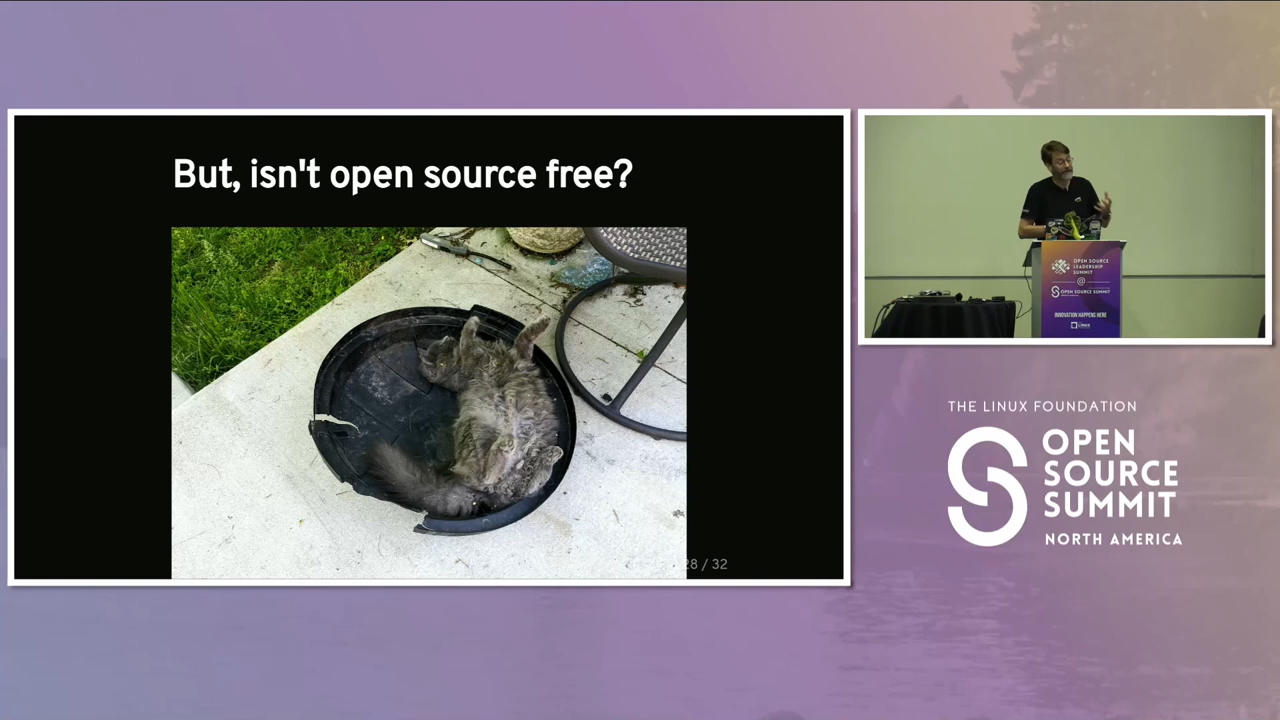 But, isn't open source free?
28 / 32
OPEN SOURCE
LEADERSHIP
SUMMIT
@
OPEN SOURCE SUMMIT
INNOVATION HAPPENS HERE
LINUX
THE LINUX FOUNDATION
OPEN
SOURCE
SUMMIT
NORTH AMERICA